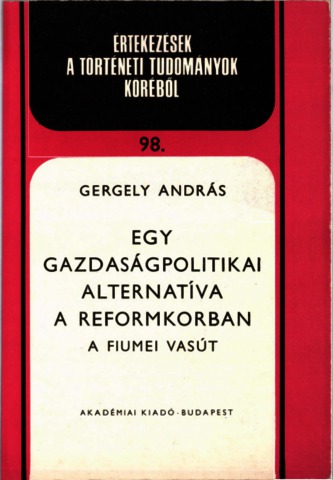 ÉRTEKEZÉSEK
A TÖRTÉNETI TUDOMÁNYOK
KÖRÉBŐL
98.
GERGELY ANDRÁS
EGY
GAZDASÁGPOLITIKAI
ALTERNATÍVA
A REFORMKORBAN
A FIUMEI VASÚT
AKADÉMIAI KIADÓ · BUDAPEST